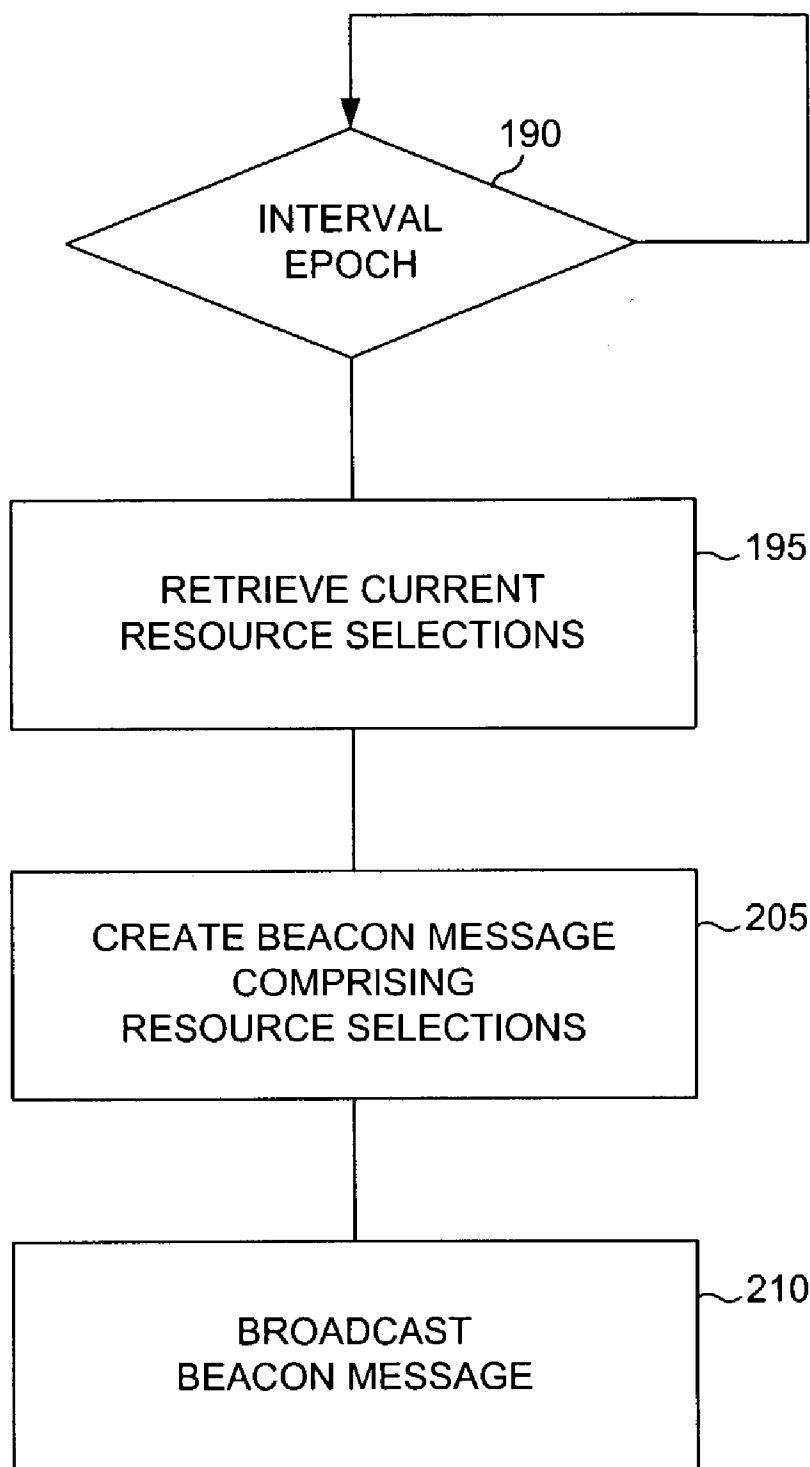 190
INTERVAL
EPOCH
195
RETRIEVE CURRENT
RESOURCE SELECTIONS
205
CREATE BEACON MESSAGE
COMPRISING
RESOURCE SELECTIONS
210
BROADCAST
BEACON MESSAGE